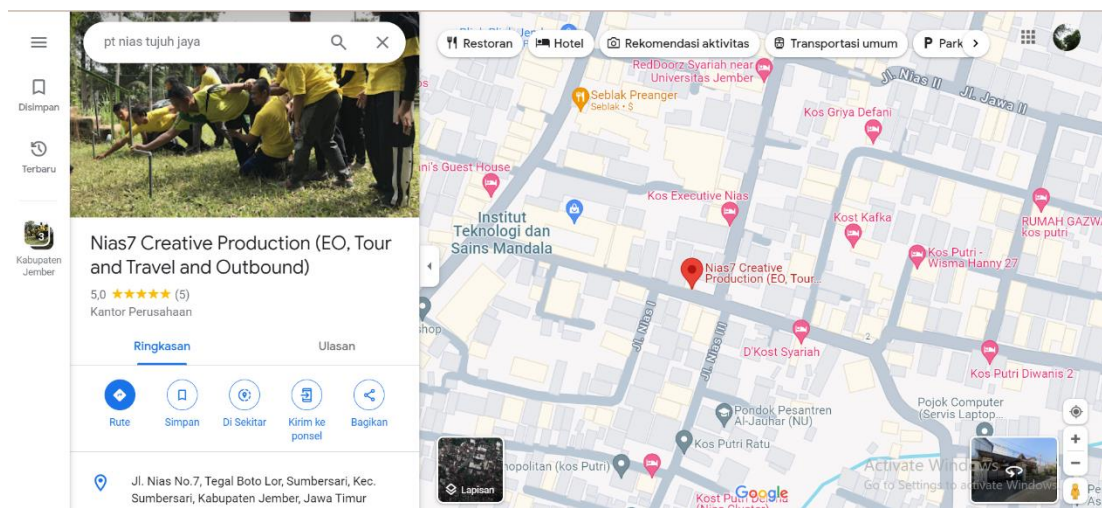 pt nias tujuh jaya
Disimpan
Terbaru
3
Kabupaten
Jember
Nias7 Creative Production (EO, Tour
and Travel and Outbound)
5,0 ★★★★★ (5)
Kantor Perusahaan
Ringkasan
Ulasan
Rute
Simpan
Di Sekitar
Kirim ke
ponsel
Bagikan
Jl. Nias No.7, Tegal Boto Lor, Sumbersari, Kec.
Sumbersari, Kabupaten Jember, Jawa Timur
Restoran
Hotel
Rekomendasi aktivitas
Transportasi umum
P Park
RedDoorz Syariah near
Universitas Jember
Seblak Preanger
Seblak • $
Jl. Nias II
Jl. Jawa II
Kos Griya Defani
Guest House
Kos Executive Nias
Institut
Teknologi dan
Sains Mandala
Kost Kafka
RUMAH GAZW
kos putri
Kos Putri -
Wisma Hanny 27
Nias7 Creative
Production (EO, Tour...
Jl. Nias I
Jl. Nias III
2
D'Kost Syariah
Kos Putri Diwanis 2
Pondok Pesantren
Al-Jauhar (NU)
Pojok Computer
(Servis Laptop...
Kos Putri Ratu
(kos Putri)
Lapisan
Google
Activate Windows
Go to Settings to activate Windows